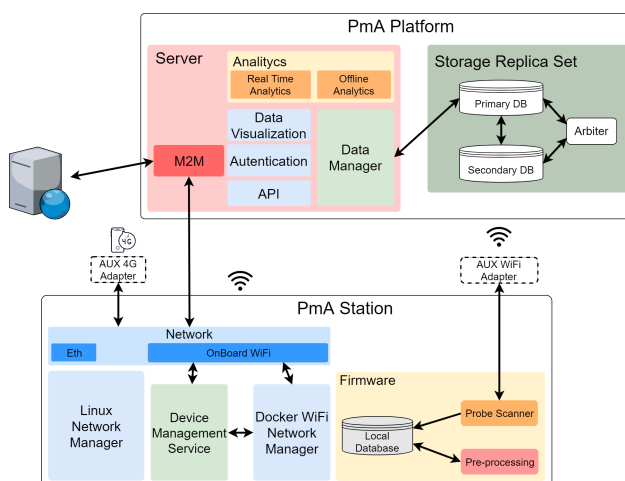 PmA Platform
Server
Analitycs
Real Time
Analytics
Offline
Analytics
Data
Visualization
Autentication
API
M2M
Data
Manager
Storage Replica Set
Primary DB
Secondary DB
Arbiter
4G
AUX 4G
Adapter
AUX WiFi
Adapter
PmA Station
Network
Eth
OnBoard WiFi
Linux
Network
Manager
Device
Management
Service
Docker WiFi
Network
Manager
Firmware
Local
Database
Probe Scanner
Pre-processing